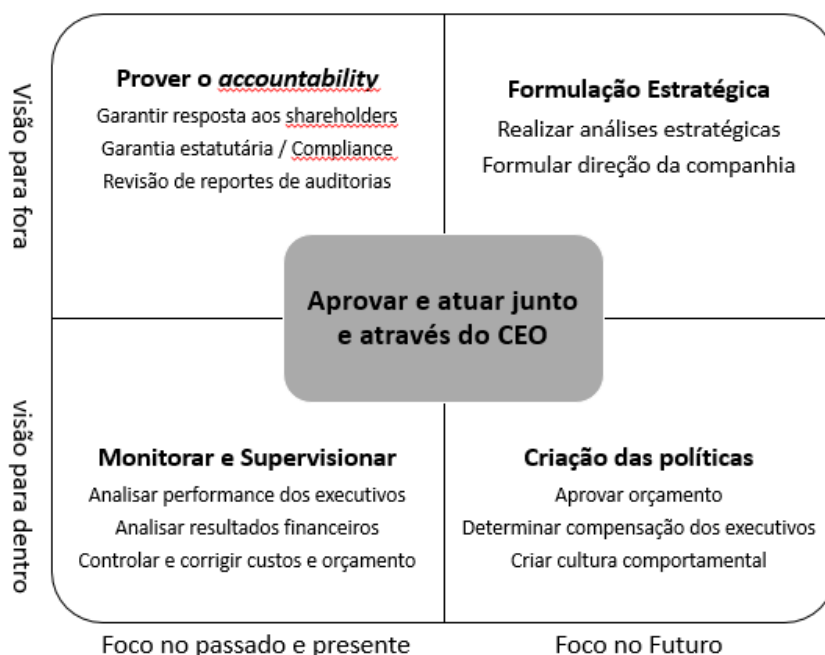 Visão para fora
Prover o accountability
Garantir resposta aos shareholders
Garantia estatutária / Compliance
Revisão de reportes de auditorias
Formulação Estratégica
Realizar análises estratégicas
Formular direção da companhia
Aprovar e atuar junto
e através do CEO
visão para dentro
Monitorar e Supervisionar
Analisar performance dos executivos
Analisar resultados financeiros
Controlar e corrigir custos e orçamento
Criação das políticas
Aprovar orçamento
Determinar compensação dos executivos
Criar cultura comportamental
Foco no passado e presente
Foco no Futuro